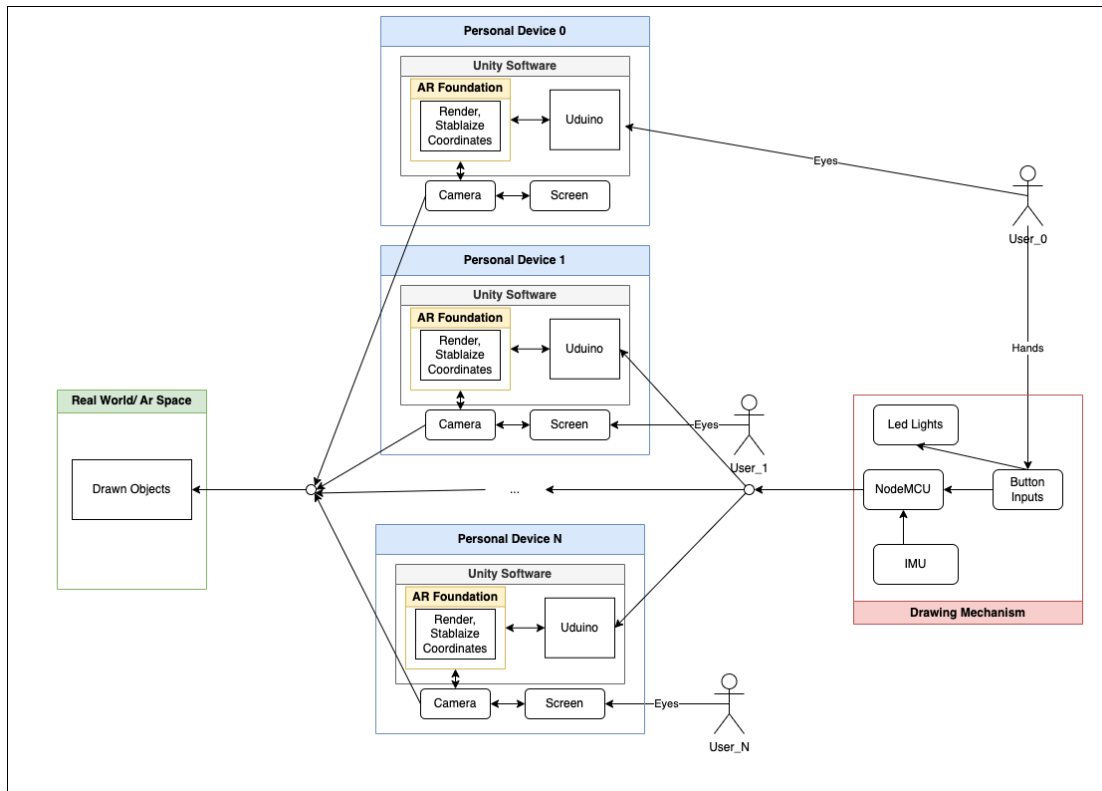 Personal Device 0
Unity Software
AR Foundation
Render,
Stablaize
Coordinates
Uduino
Camera
Screen
Eyes
User_0
Personal Device 1
Unity Software
AR Foundation
Render,
Stablaize
Coordinates
Uduino
Camera
Screen
Eyes
User_1
Hands
Real World/ Ar Space
Drawn Objects
...
Led Lights
NodeMCU
Button
Inputs
IMU
Drawing Mechanism
Personal Device N
Unity Software
AR Foundation
Render,
Stablaize
Coordinates
Uduino
Camera
Screen
Eyes
User_N